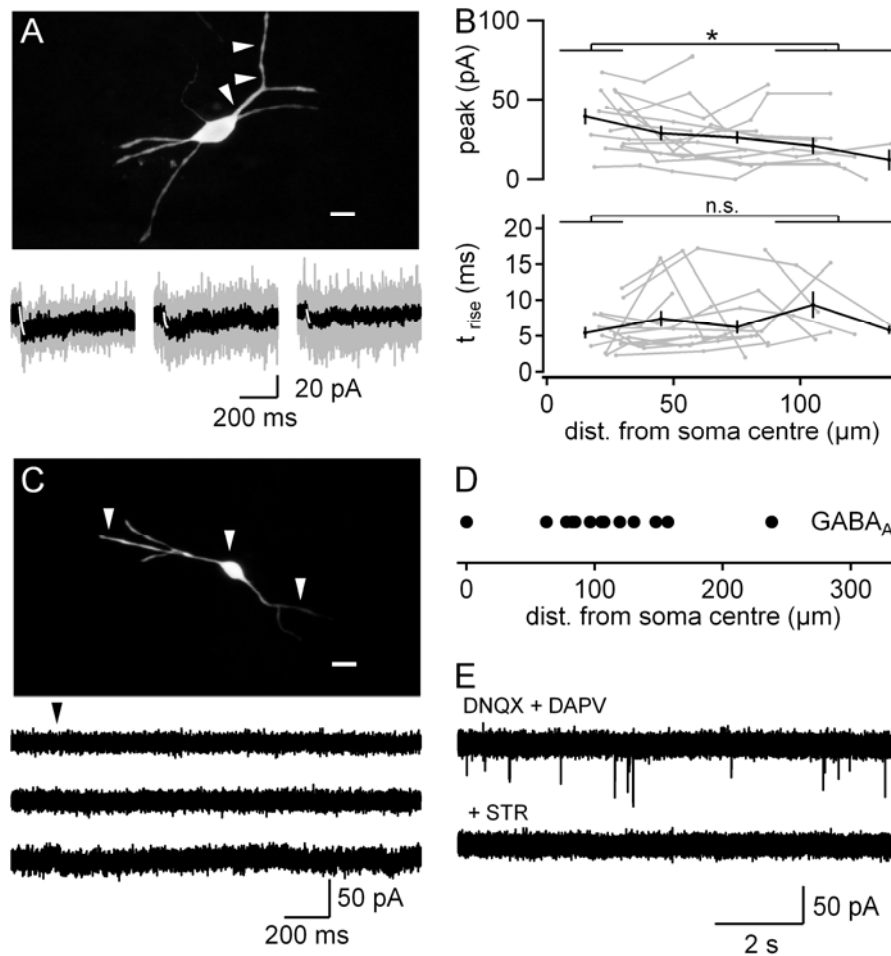 A
20 pA
200 ms
B
peak (pA)
100
50
0
*
t rise (ms)
20
15
10
5
0
n.s.
0 50 100
dist. from soma centre (µm)
C
50 pA
200 ms
D
GABAA
0 100 200 300
dist. from soma centre (µm)
E
DNQX + DAPV
+ STR
50 pA
2 s